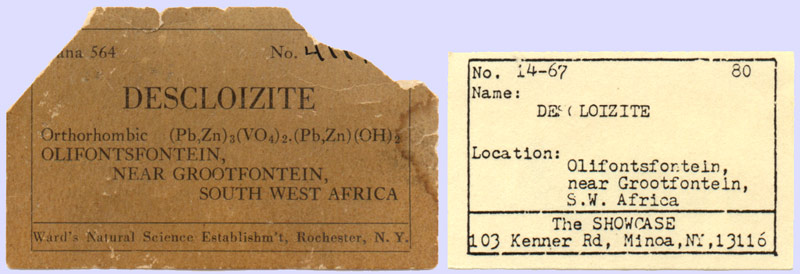 ana 564 No.
DESCLOIZITE
Orthorhombic (Pb,Zn)₃(VO₄)₂.(Pb,Zn)(OH)₂
OLIFONTSFONTEIN,
NEAR GROOTFONTEIN,
SOUTH WEST AFRICA
Ward's Natural Science Establishm't, Rochester, N. Y.
No. 14-67 80
Name:
DESCLOIZITE
Location:
Olifontsfontein,
near Grootfontein,
S.W. Africa
The SHOWCASE
103 Kenner Rd, Minoa,NY,13116